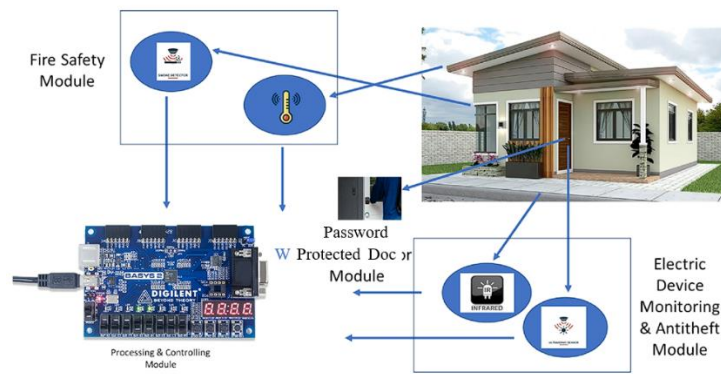 Fire Safety
Module
SMOKE DETECTOR
Password
W Protected Docor
Module
BASYS 2
DIGILENT
BEYOND THEORY
Processing & Controlling
Module
INFRARED
Electric
Device
Monitoring
& Antitheft
Module